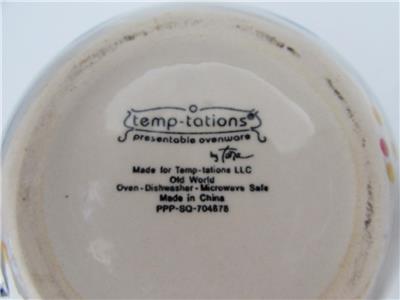 temp-tations®
presentable ovenware
by Tara
Made for Temp-tations LLC
Old World
Oven-Dishwasher-Microwave Safe
Made in China
PPP-SQ-704678